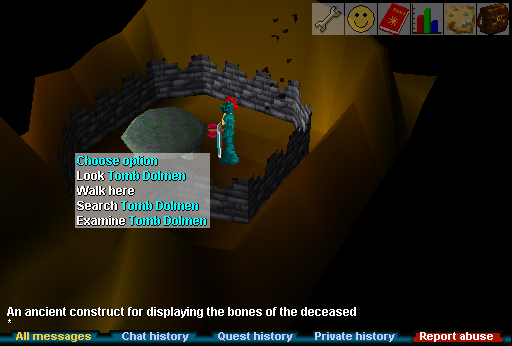 Choose option
Look Tomb Dolmen
Walk here
Search Tomb Dolmen
Examine Tomb Dolmen
An ancient construct for displaying the bones of the deceased
*
All messages
Chat history
Quest history
Private history
Report abuse